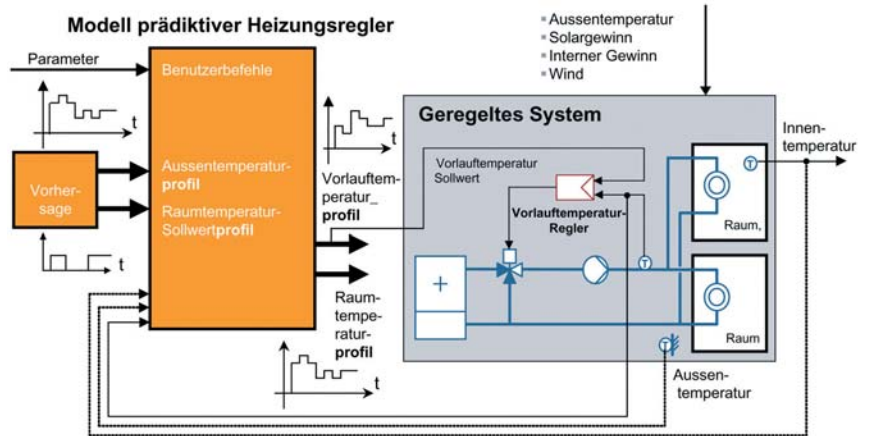 Modell prädiktiver Heizungsregler
Parameter
Benutzerbefehle
t
Vorher-
sage
Aussentemperatur-
profil
Raumtemperatur-
Sollwertprofil
t
t
Vorlauftem-
peratur_
profil
Raum-
tempe-
ratur-
profil
t
Aussentemperatur
Solargewinn
Interner Gewinn
Wind
Geregeltes System
Vorlauftemperatur
Sollwert
Vorlauftemperatur-
Regler
T
+
T
Raum,
Raum
T
Innen-
temperatur
Aussen-
temperatur